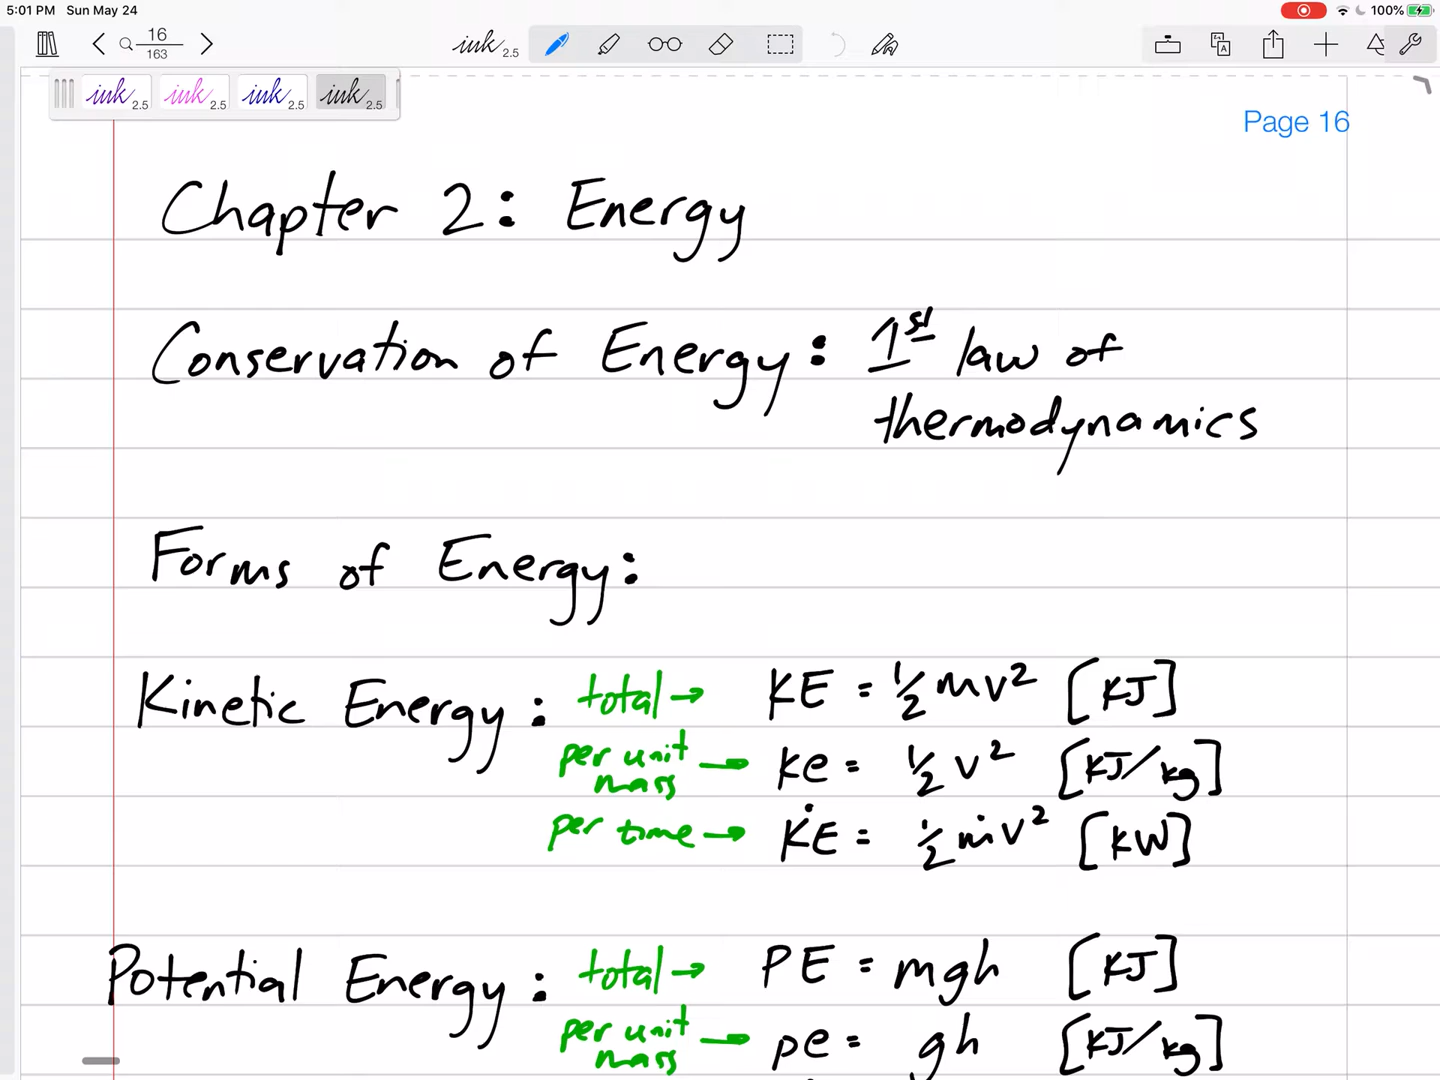 5:01 PM Sun May 24
100%
16
163
ink 2.5
ink 2.5
ink 2.5
ink 2.5
ink 2.5
Page 16
Chapter 2: Energy
Conservation of Energy: 1st law of
thermodynamics
Forms of Energy:
Kinetic Energy: total → KE = ½mv² [KJ]
per unit mass → ke = ½v² [KJ/kg]
per time → K̇E = ½ṁv² [KW]
Potential Energy: total → PE = mgh [KJ]
per unit mass → pe = gh [KJ/kg]